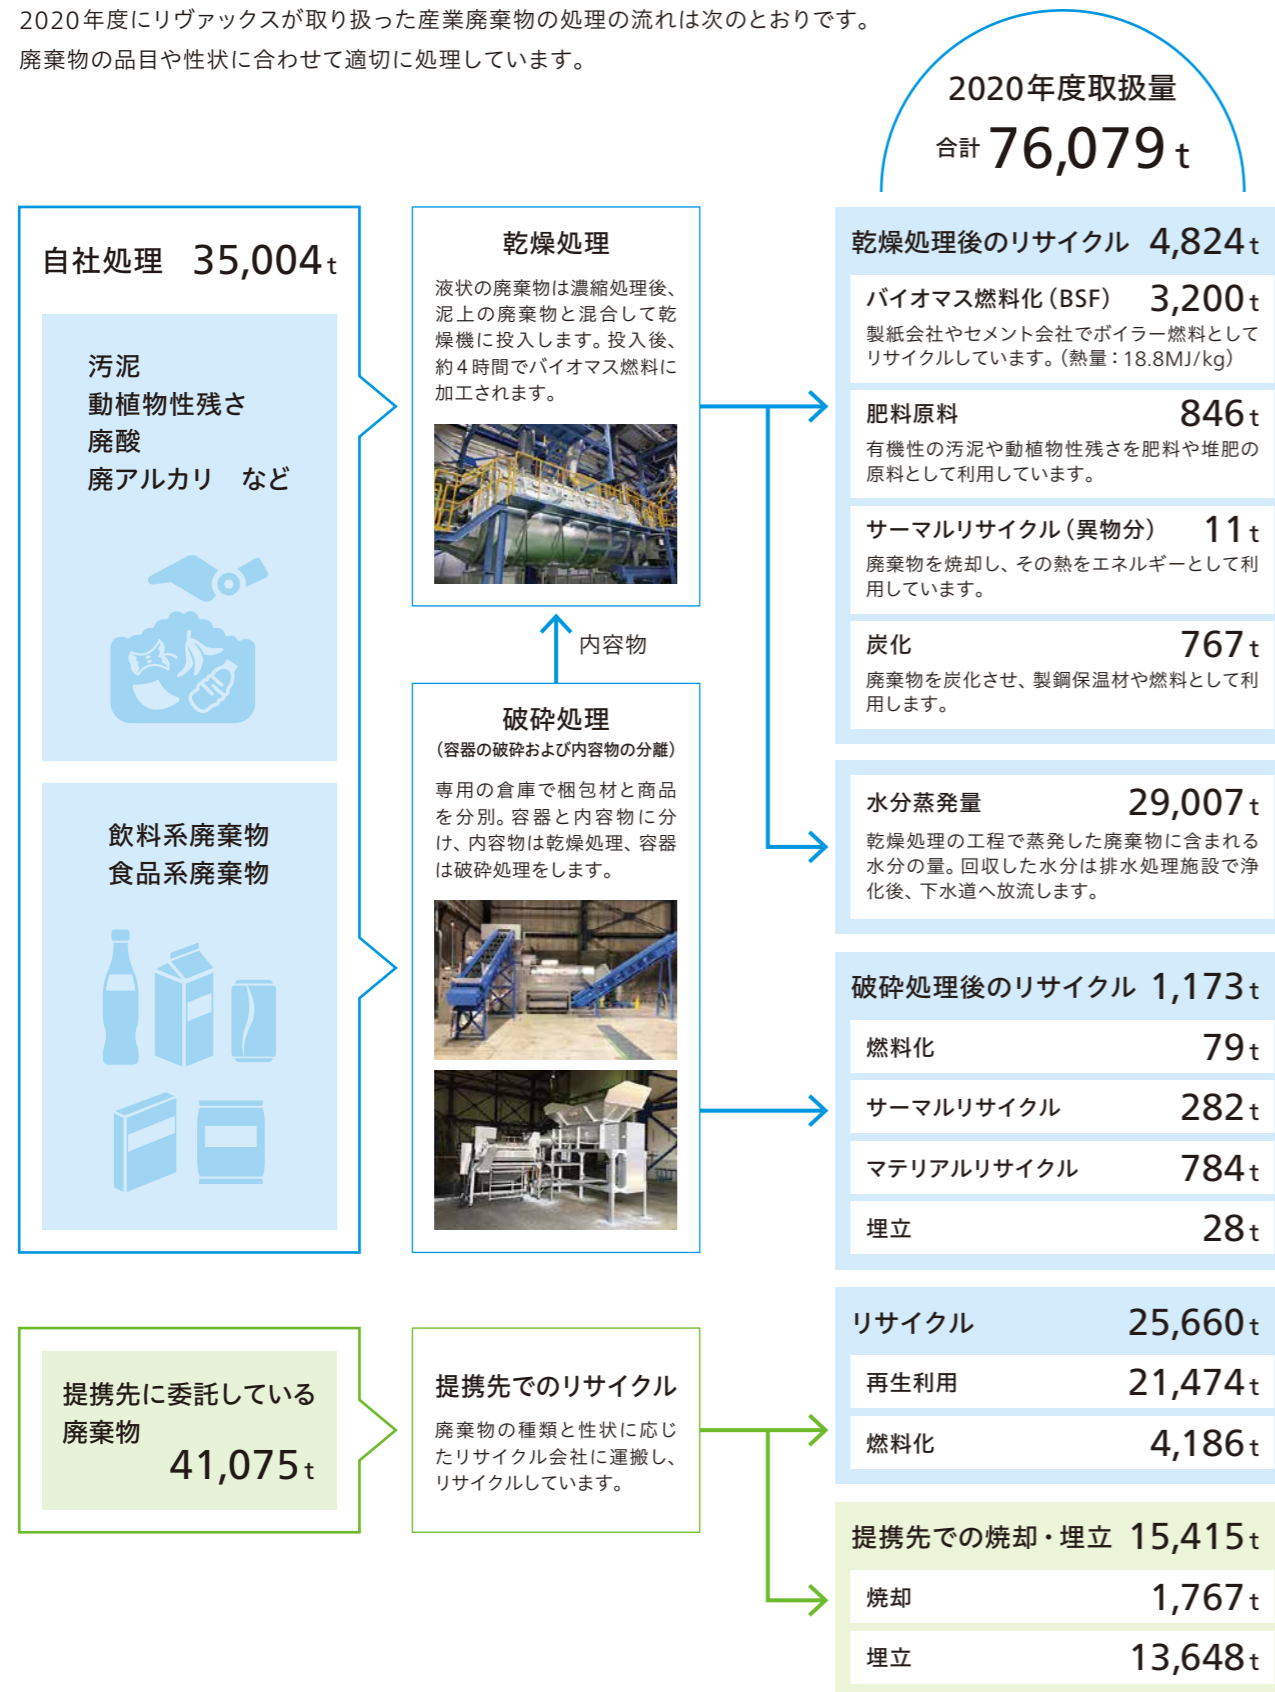 2020年度にリヴァックスが取り扱った産業廃棄物の処理の流れは次のとおりです。
廃棄物の品目や性状に合わせて適切に処理しています。
2020年度取扱量
合計 76,079 t
自社処理 35,004 t
汚泥
動植物性残さ
廃酸
廃アルカリ など
飲料系廃棄物
食品系廃棄物
乾燥処理
液状の廃棄物は濃縮処理後、
泥上の廃棄物と混合して乾
燥機に投入します。投入後、
約4時間でバイオマス燃料に
加工されます。
内容物
破砕処理
（容器の破砕および内容物の分離）
専用の倉庫で梱包材と商品
を分別。容器と内容物に分
け、内容物は乾燥処理、容器
は破砕処理をします。
乾燥処理後のリサイクル 4,824 t
バイオマス燃料化（BSF） 3,200 t
製紙会社やセメント会社でボイラー燃料として
リサイクルしています。（熱量：18.8MJ/kg）
肥料原料 846 t
有機性の汚泥や動植物性残さを肥料や堆肥の
原料として利用しています。
サーマルリサイクル（異物分） 11 t
廃棄物を焼却し、その熱をエネルギーとして利
用しています。
炭化 767 t
廃棄物を炭化させ、製鋼保温材や燃料として利
用します。
水分蒸発量 29,007 t
乾燥処理の工程で蒸発した廃棄物に含まれる
水分の量。回収した水分は排水処理施設で浄
化後、下水道へ放流します。
破砕処理後のリサイクル 1,173 t
燃料化 79 t
サーマルリサイクル 282 t
マテリアルリサイクル 784 t
埋立 28 t
提携先に委託している
廃棄物
41,075 t
提携先でのリサイクル
廃棄物の種類と性状に応じ
たリサイクル会社に運搬し、
リサイクルしています。
リサイクル 25,660 t
再生利用 21,474 t
燃料化 4,186 t
提携先での焼却・埋立 15,415 t
焼却 1,767 t
埋立 13,648 t